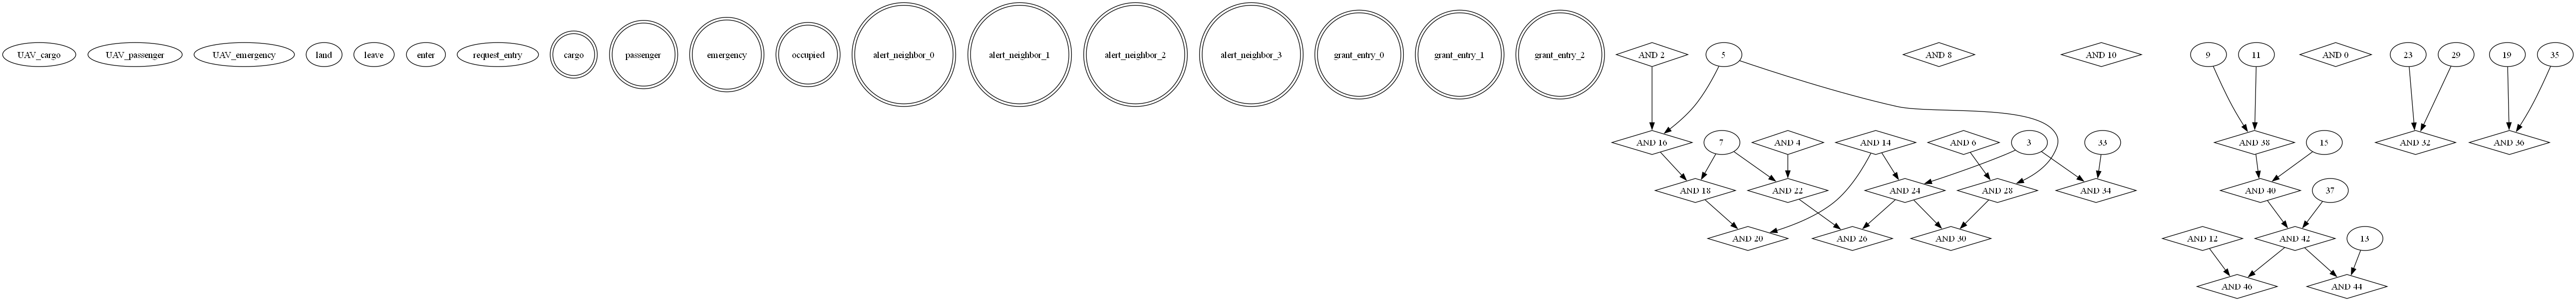 UAV_cargo
UAV_passenger
UAV_emergency
land
leave
enter
request_entry
cargo
passenger
emergency
occupied
alert_neighbor_0
alert_neighbor_1
alert_neighbor_2
alert_neighbor_3
grant_entry_0
grant_entry_1
grant_entry_2
AND 2
5
AND 8
AND 10
9
11
AND 0
23
29
19
35
AND 16
7
AND 4
AND 14
AND 6
3
33
AND 38
15
AND 32
AND 36
AND 18
AND 22
AND 24
AND 28
AND 34
AND 40
37
AND 20
AND 26
AND 30
AND 12
AND 42
13
AND 46
AND 44